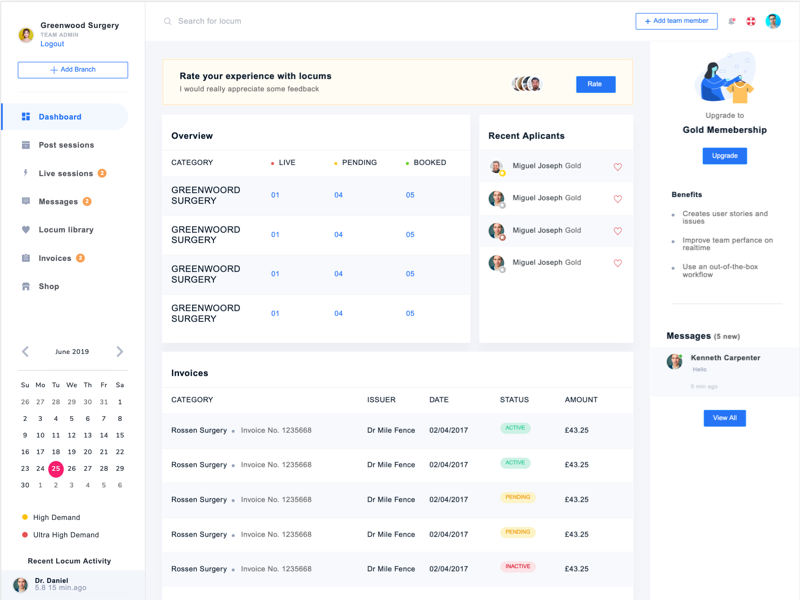 Greenwood Surgery
TEAM ADMIN
Logout
Add Branch
Dashboard
Post sessions
Live sessions 2
Messages 2
Locum library
Invoices 2
Shop
June 2019
Su Mo Tu We Th Fr Sa
26 27 28 29 30 31 1
2 3 4 5 6 7 8
9 10 11 12 13 14 15
16 17 18 19 20 21 22
23 24 25 26 27 28 29
30 1 2 3 4 5 6
High Demand
Ultra High Demand
Recent Locum Activity
Dr. Daniel
5.8 15 min.ago
Search for locum
+ Add team member
Rate your experience with locums
I would really appreciate some feedback
Rate
Overview
CATEGORY LIVE PENDING BOOKED
GREENWOORD
SURGERY
01 04 05
GREENWOORD
SURGERY
01 04 05
GREENWOORD
SURGERY
01 04 05
GREENWOORD
SURGERY
01 04 05
Recent Aplicants
Miguel Joseph Gold
Miguel Joseph Gold
Miguel Joseph Gold
Miguel Joseph Gold
Invoices
CATEGORY ISSUER DATE STATUS AMOUNT
Rossen Surgery Invoice No. 1235668 Dr Mile Fence 02/04/2017 ACTIVE £43.25
Rossen Surgery Invoice No. 1235668 Dr Mile Fence 02/04/2017 ACTIVE £43.25
Rossen Surgery Invoice No. 1235668 Dr Mile Fence 02/04/2017 PENDING £43.25
Rossen Surgery Invoice No. 1235668 Dr Mile Fence 02/04/2017 PENDING £43.25
Rossen Surgery Invoice No. 1235668 Dr Mile Fence 02/04/2017 INACTIVE £43.25
Upgrade to
Gold Memebership
Upgrade
Benefits
Creates user stories and
issues
Improve team perfance on
realtime
Use an out-of-the-box
workflow
Messages (5 new)
Kenneth Carpenter
Hello
6 min ago
View All